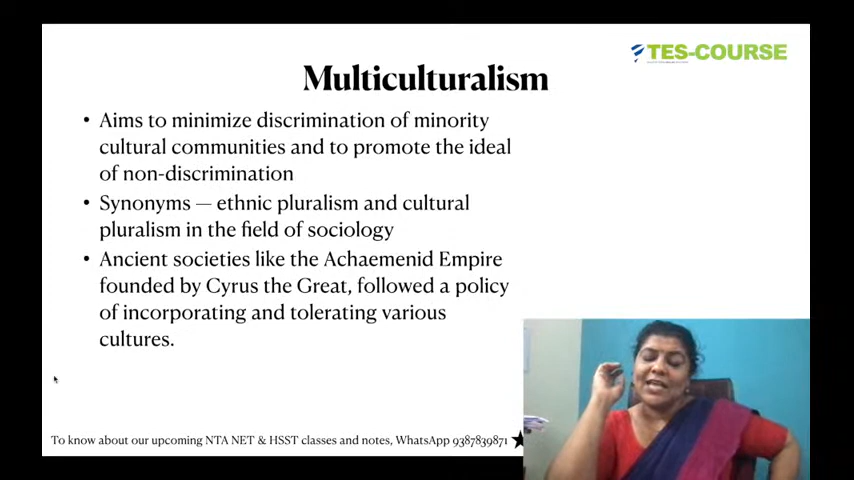 TES-COURSE
Multiculturalism
• Aims to minimize discrimination of minority
cultural communities and to promote the ideal
of non-discrimination
• Synonyms — ethnic pluralism and cultural
pluralism in the field of sociology
• Ancient societies like the Achaemenid Empire
founded by Cyrus the Great, followed a policy
of incorporating and tolerating various
cultures.
To know about our upcoming NTA NET & HSST classes and notes, WhatsApp 9387839871